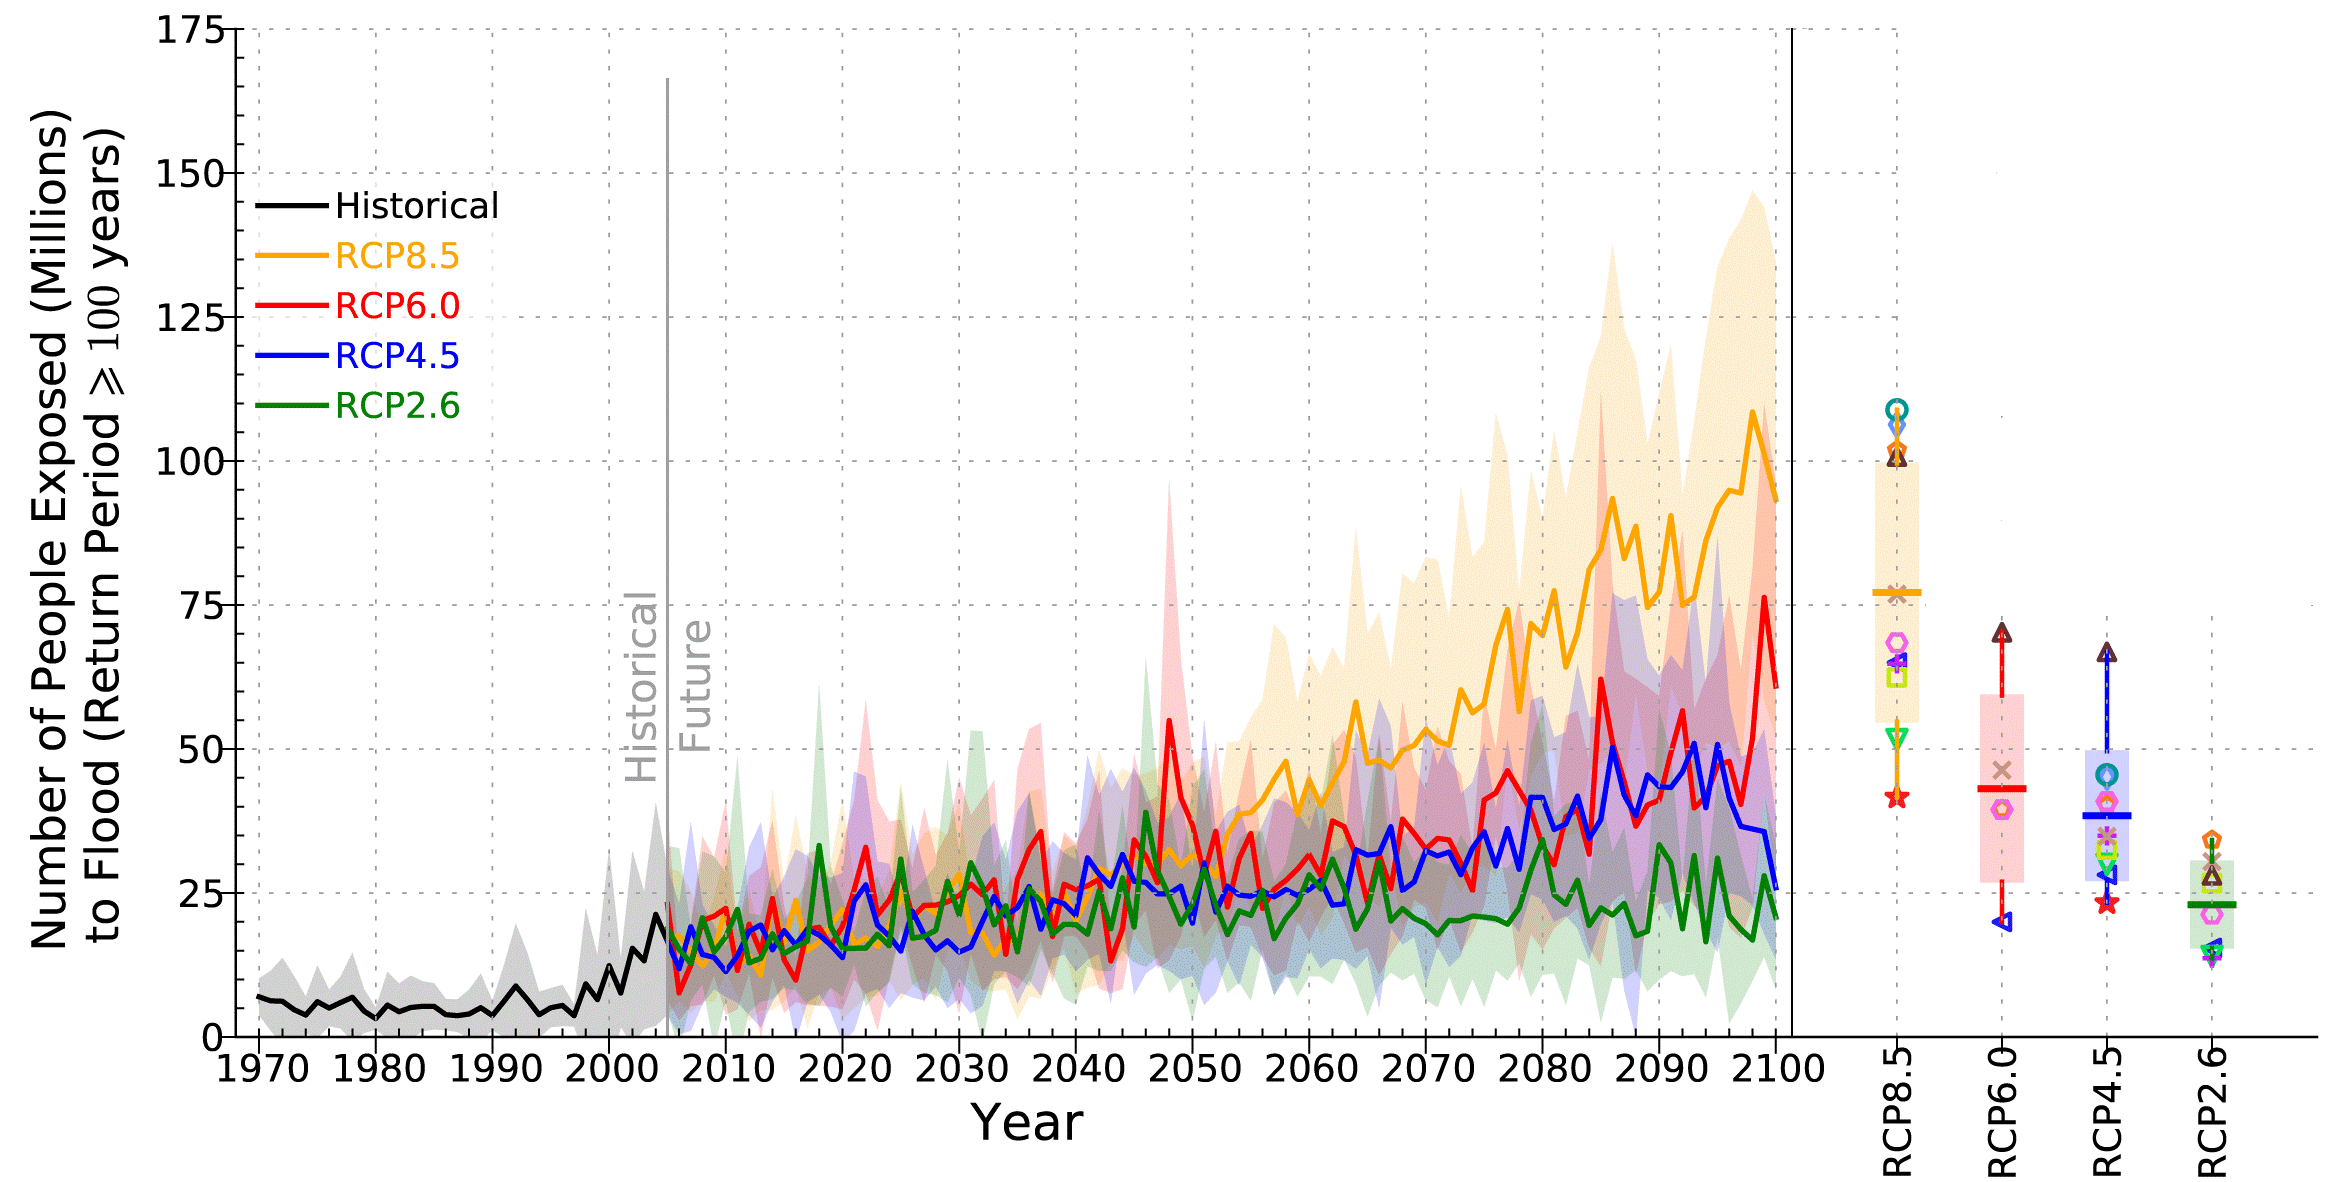 Number of People Exposed (Millions)
to Flood (Return Period ⩾ 100 years)
175
150
125
100
75
50
25
0
Historical
RCP8.5
RCP6.0
RCP4.5
RCP2.6
Historical
Future
1970 1980 1990 2000 2010 2020 2030 2040 2050 2060 2070 2080 2090 2100
Year
RCP8.5
RCP6.0
RCP4.5
RCP2.6